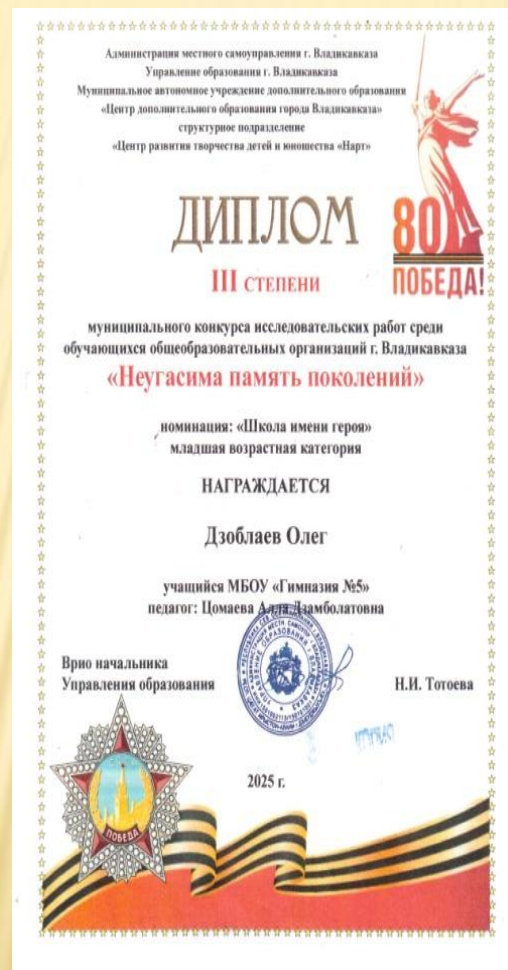 Администрация местного самоуправления г. Владикавказа
Управление образования г. Владикавказа
Муниципальное автономное учреждение дополнительного образования
«Центр дополнительного образования города Владикавказа»
структурное подразделение
«Центр развития творчества детей и юношества «Нарт»
ДИПЛОМ
III СТЕПЕНИ
80
ПОБЕДА!
муниципального конкурса исследовательских работ среди
обучающихся общеобразовательных организаций г. Владикавказа
«Неугасима память поколений»
номинация: «Школа имени героя»
младшая возрастная категория
НАГРАЖДАЕТСЯ
Дзоблаев Олег
учащийся МБОУ «Гимназия №5»
педагог: Цомаева Алла Дзамболатовна
Врио начальника
Управления образования
Н.И. Тотоева
2025 г.
ПОБЕДА